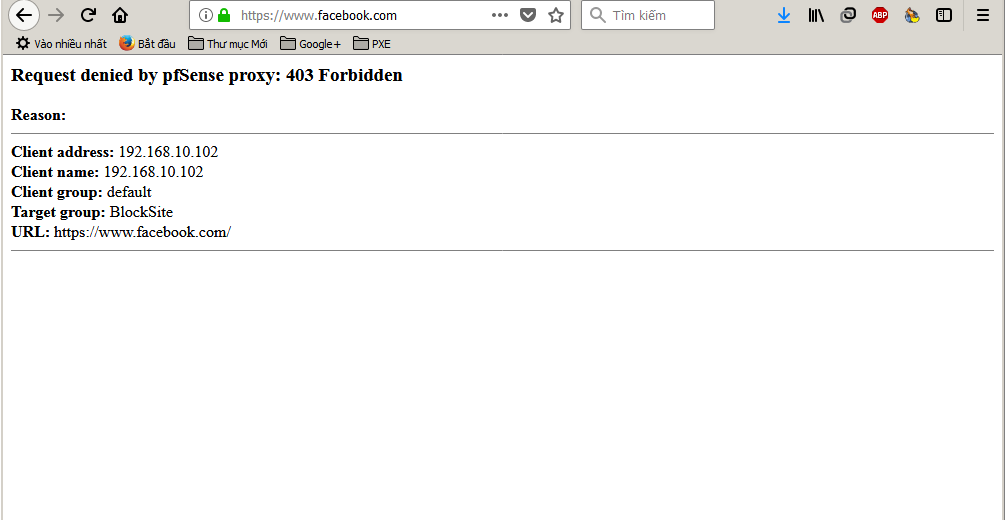 https://www.facebook.com
Tìm kiếm
ABP
Vào nhiều nhất Bắt đầu Thư mục Mới Google+ PXE
Request denied by pfSense proxy: 403 Forbidden
Reason:
Client address: 192.168.10.102
Client name: 192.168.10.102
Client group: default
Target group: BlockSite
URL: https://www.facebook.com/